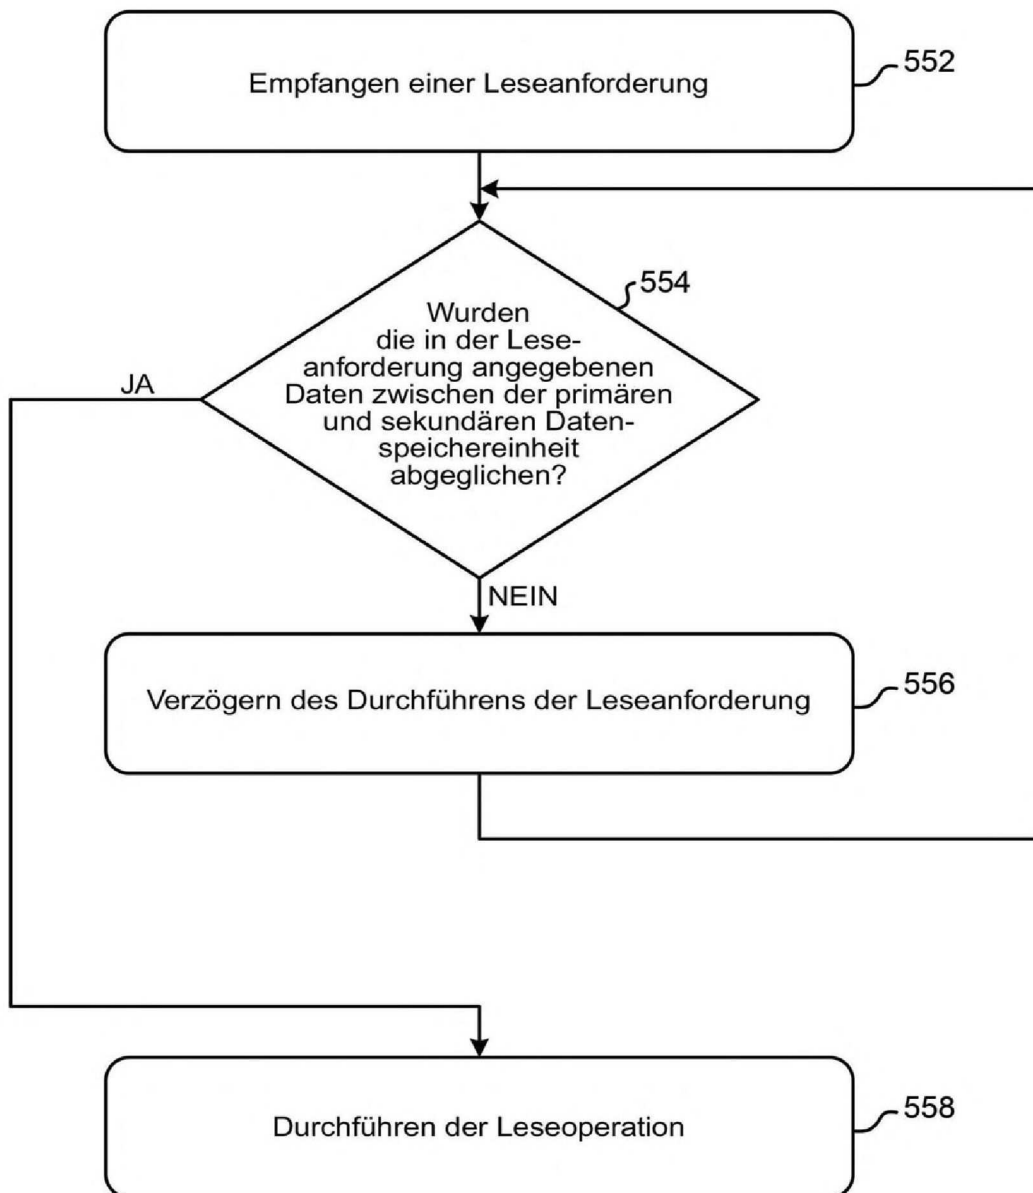 Empfangen einer Leseanforderung
552
554
Wurden
die in der Lese-
anforderung angegebenen
Daten zwischen der primären
und sekundären Daten-
speichereinheit
abgeglichen?
JA
NEIN
Verzögern des Durchführens der Leseanforderung
556
Durchführen der Leseoperation
558